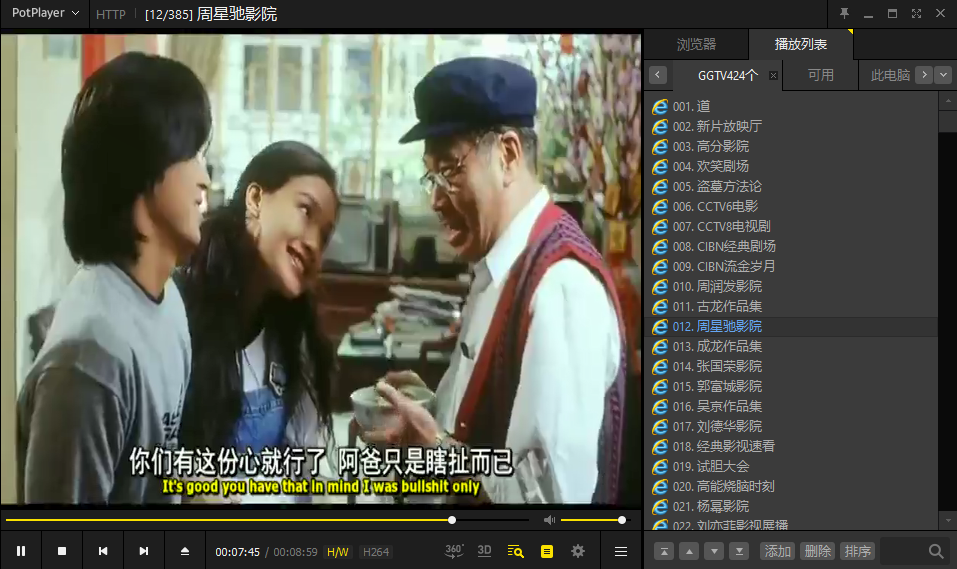 PotPlayer
HTTP
[12/385] 周星驰影院
浏览器
播放列表
GGTV424个
可用
此电脑
001. 道
002. 新片放映厅
003. 高分影院
004. 欢笑剧场
005. 盗墓方法论
006. CCTV6电影
007. CCTV8电视剧
008. CIBN经典剧场
009. CIBN流金岁月
010. 周润发影院
011. 古龙作品集
012. 周星驰影院
013. 成龙作品集
014. 张国荣影院
015. 郭富城影院
016. 吴京作品集
017. 刘德华影院
018. 经典影视速看
019. 试胆大会
020. 高能烧脑时刻
021. 杨幂影院
022. 刘亦菲影视展播
你们有这份心就行了 阿爸只是瞎扯而已
It's good you have that in mind I was bullshit only
00:07:45 / 00:08:59 H/W H264
360° 3D
添加 删除 排序